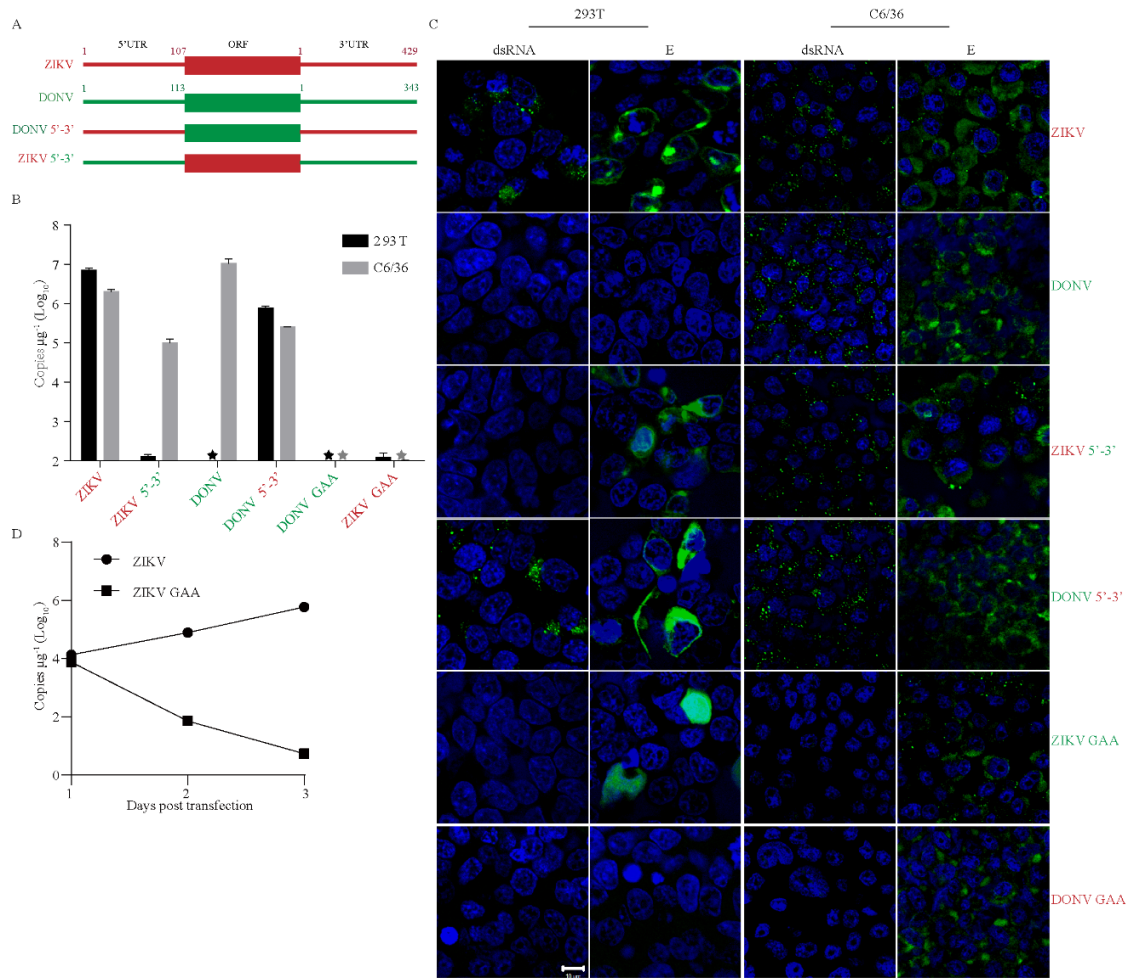 A
1 5'UTR 107 ORF 1 3'UTR 429
ZIKV
1 113 1 343
DONV
DONV 5'-3'
ZIKV 5'-3'
B
Copies µg⁻¹ (Log₁₀)
8
7
6
5
4
3
2
293T
C6/36
ZIKV
ZIKV 5'-3'
DONV
DONV 5'-3'
DONV GAA
ZIKV GAA
D
Copies µg⁻¹ (Log₁₀)
8
6
4
2
0
ZIKV
ZIKV GAA
1 2 3
Days post transfection
C
293T C6/36
dsRNA E dsRNA E
ZIKV
DONV
ZIKV 5'-3'
DONV 5'-3'
ZIKV GAA
DONV GAA
10 µm